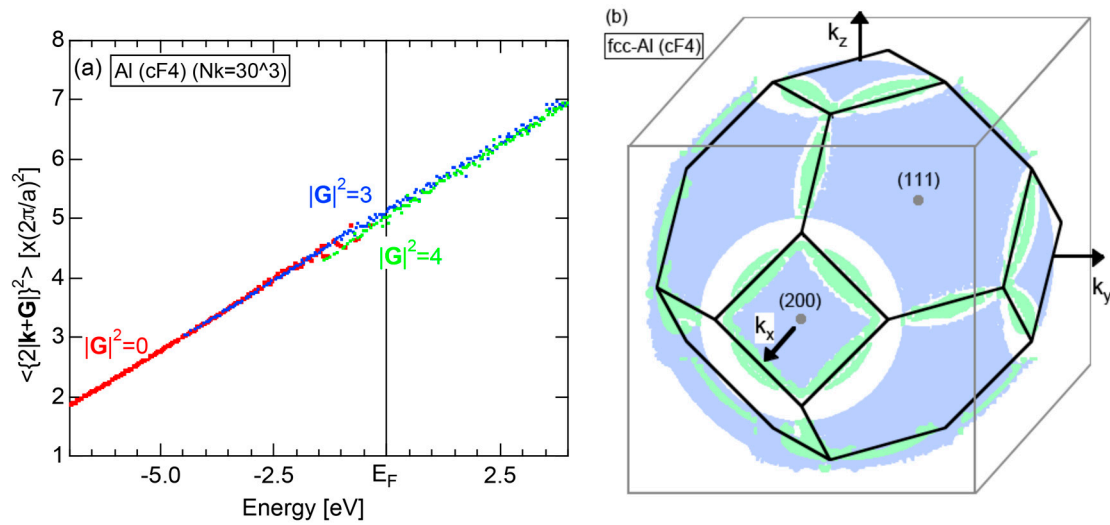 (a)
Al (cF4) (Nk=30^3)
<{2|k+G|}²> [x(2π/a)²]
8
7
6
5
4
3
2
1
|G|²=3
|G|²=4
|G|²=0
-5.0
-2.5
E_F
2.5
Energy [eV]
(b)
fcc-Al (cF4)
k_z
(111)
k_y
(200)
k_x